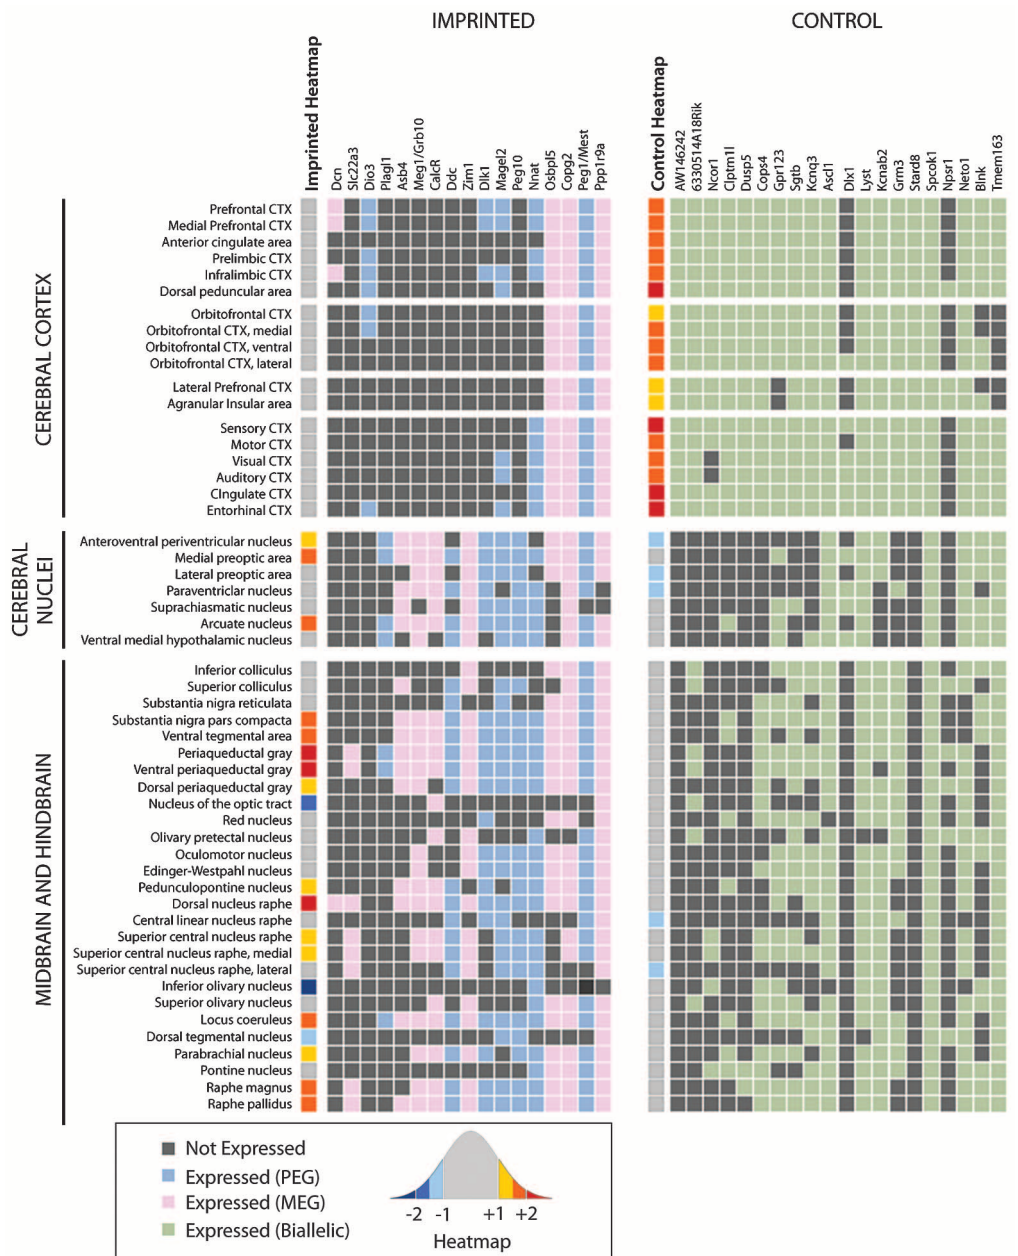 IMPRINTED
CONTROL
Imprinted Heatmap
Dcn
Slc22a3
Dio3
Plagl1
Asb4
Meg1/Grb10
CalcR
Ddc
Zim1
Dlk1
Magel2
Peg10
Nnat
Osbpl5
Copg2
Peg1/Mest
Ppp1r9a
Control Heatmap
AW146242
6330514A18Rik
Ncor1
Clptm1l
Dusp5
Cops4
Gpr123
Sgtb
Kcnq3
Ascl1
Dlk1
Lyst
Kcnab2
Grm3
Stard8
Spcok1
Npsr1
Neto1
Blnk
Tmem163
CEREBRAL CORTEX
Prefrontal CTX
Medial Prefrontal CTX
Anterior cingulate area
Prelimbic CTX
Infralimbic CTX
Dorsal peduncular area
Orbitofrontal CTX
Orbitofrontal CTX, medial
Orbitofrontal CTX, ventral
Orbitofrontal CTX, lateral
Lateral Prefronal CTX
Agranular Insular area
Sensory CTX
Motor CTX
Visual CTX
Auditory CTX
CIngulate CTX
Entorhinal CTX
CEREBRAL
NUCLEI
Anteroventral periventricular nucleus
Medial preoptic area
Lateral preoptic area
Paraventriclar nucleus
Suprachiasmatic nucleus
Arcuate nucleus
Ventral medial hypothalamic nucleus
MIDBRAIN AND HINDBRAIN
Inferior colliculus
Superior colliculus
Substantia nigra reticulata
Substantia nigra pars compacta
Ventral tegmental area
Periaqueductal gray
Ventral periaqueductal gray
Dorsal periaqueductal gray
Nucleus of the optic tract
Red nucleus
Olivary pretectal nucleus
Oculomotor nucleus
Edinger-Westpahl nucleus
Pedunculopontine nucleus
Dorsal nucleus raphe
Central linear nucleus raphe
Superior central nucleus raphe
Superior central nucleus raphe, medial
Superior central nucleus raphe, lateral
Inferior olivary nucleus
Superior olivary nucleus
Locus coeruleus
Dorsal tegmental nucleus
Parabrachial nucleus
Pontine nucleus
Raphe magnus
Raphe pallidus
Not Expressed
Expressed (PEG)
Expressed (MEG)
Expressed (Biallelic)
-2 -1 +1 +2
Heatmap